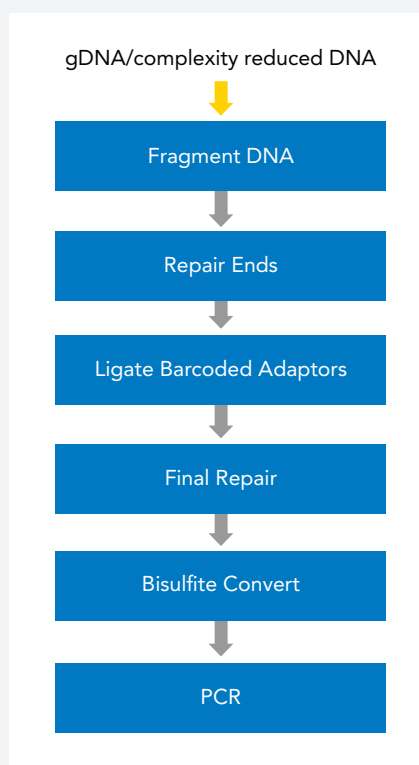 gDNA/complexity reduced DNA
Fragment DNA
Repair Ends
Ligate Barcoded Adaptors
Final Repair
Bisulfite Convert
PCR